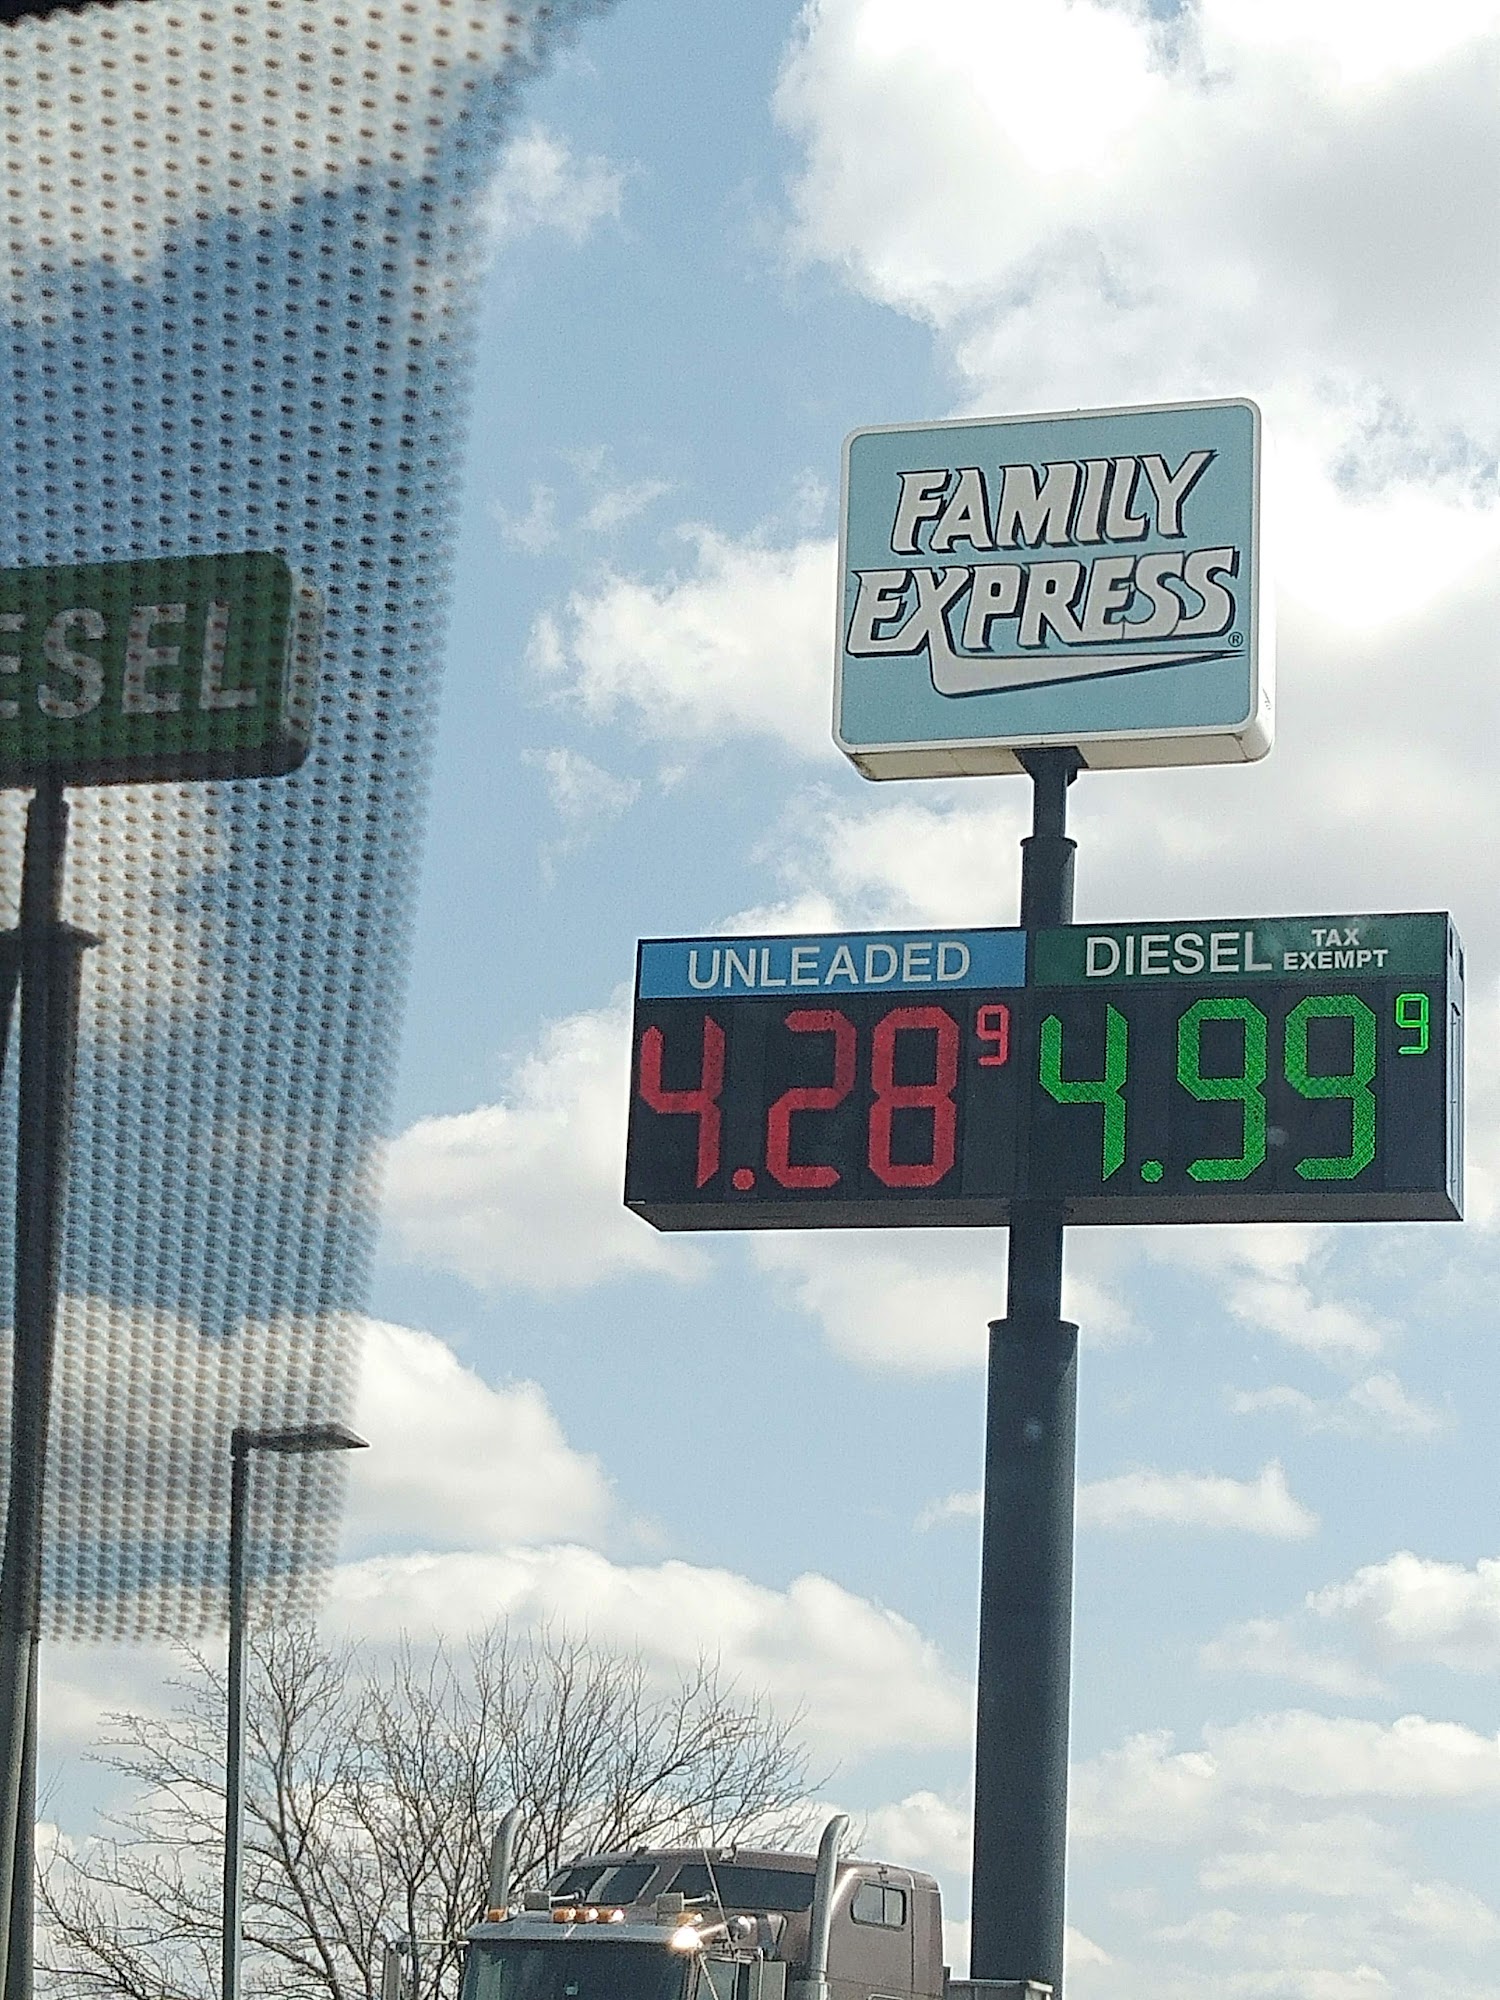 FAMILY
EXPRESS®
UNLEADED
4.28 9
DIESEL TAX EXEMPT
4.99 9
ESEL